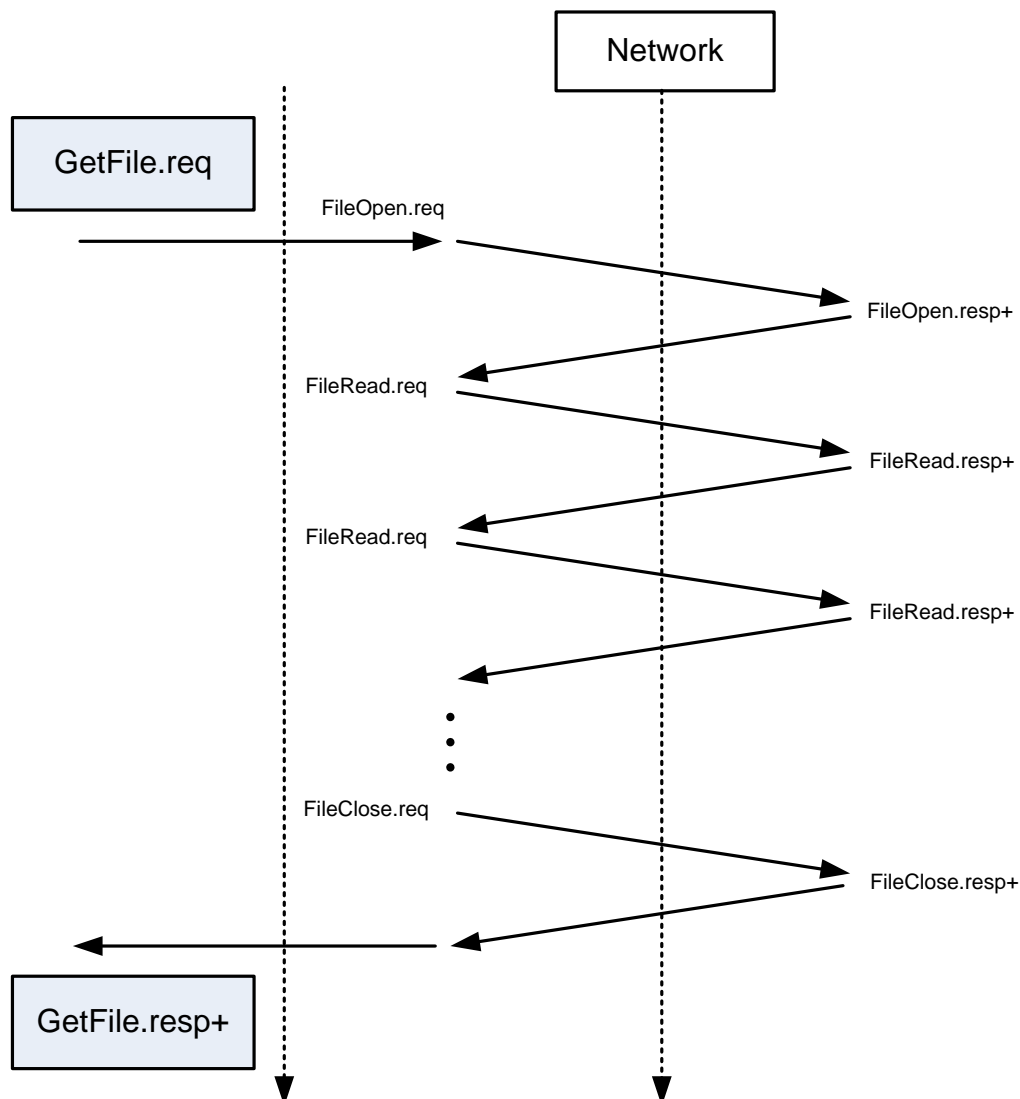 Network
GetFile.req
FileOpen.req
FileOpen.resp+
FileRead.req
FileRead.resp+
FileRead.req
FileRead.resp+
FileClose.req
FileClose.resp+
GetFile.resp+